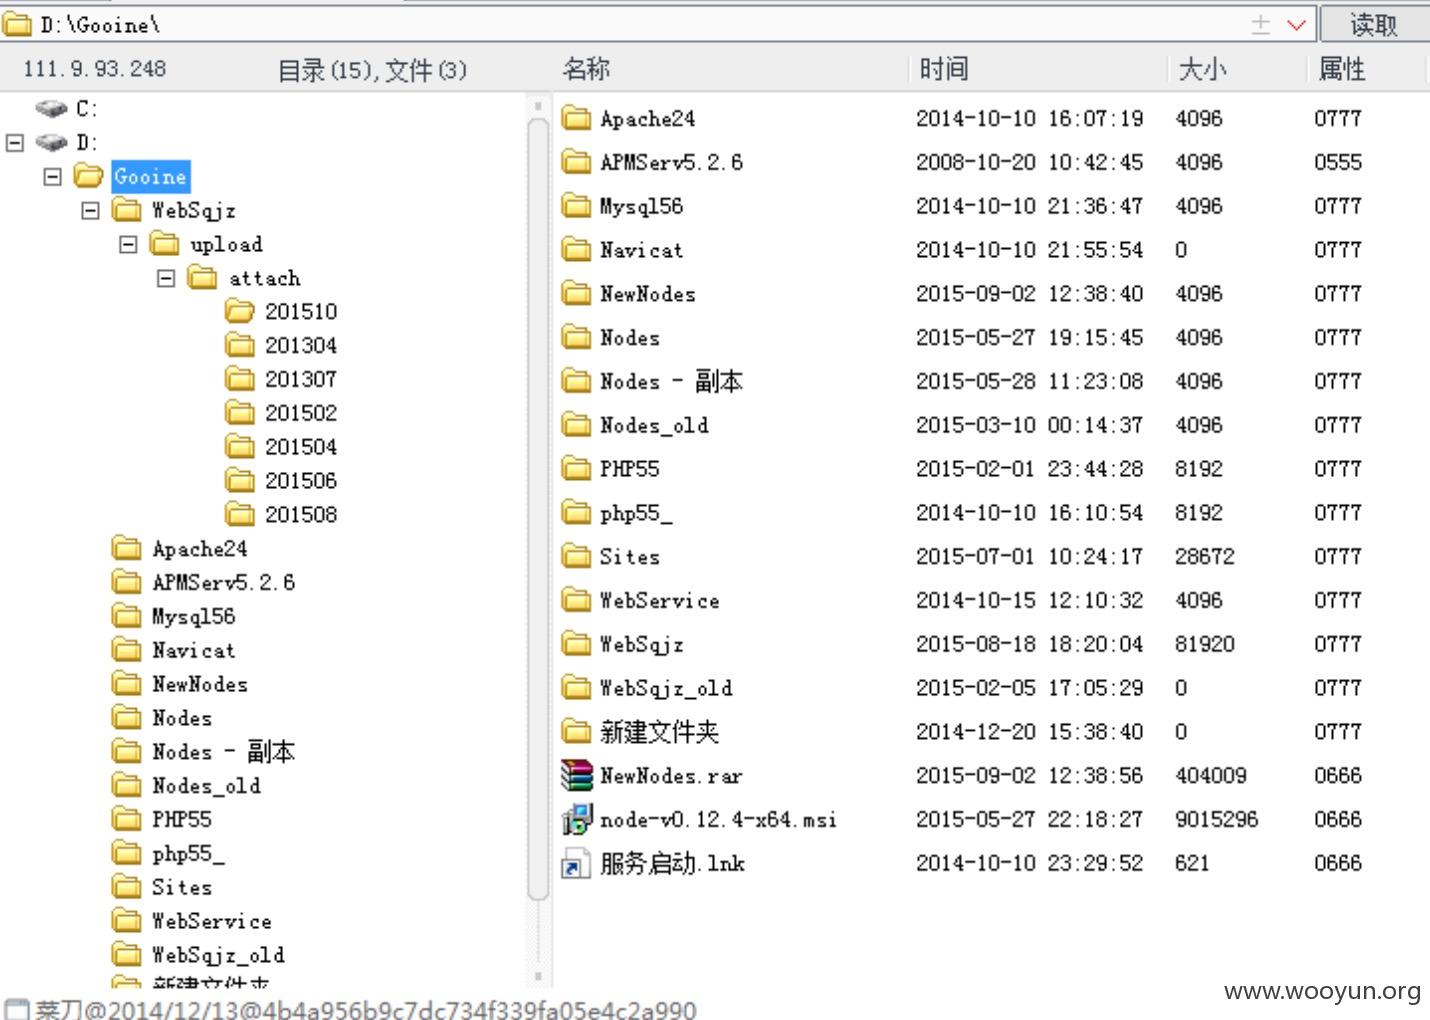 D:\Gooine\
读取
111.9.93.248 目录(15),文件(3)
名称 时间 大小 属性
C:
D:
Gooine
WebSqjz
upload
attach
201510
201304
201307
201502
201504
201506
201508
Apache24
APMServ5.2.6
Mysql56
Navicat
NewNodes
Nodes
Nodes - 副本
Nodes_old
PHP55
php55_
Sites
WebService
WebSqjz_old
新建文件夹
Apache24 2014-10-10 16:07:19 4096 0777
APMServ5.2.6 2008-10-20 10:42:45 4096 0555
Mysql56 2014-10-10 21:36:47 4096 0777
Navicat 2014-10-10 21:55:54 0 0777
NewNodes 2015-09-02 12:38:40 4096 0777
Nodes 2015-05-27 19:15:45 4096 0777
Nodes - 副本 2015-05-28 11:23:08 4096 0777
Nodes_old 2015-03-10 00:14:37 4096 0777
PHP55 2015-02-01 23:44:28 8192 0777
php55_ 2014-10-10 16:10:54 8192 0777
Sites 2015-07-01 10:24:17 28672 0777
WebService 2014-10-15 12:10:32 4096 0777
WebSqjz 2015-08-18 18:20:04 81920 0777
WebSqjz_old 2015-02-05 17:05:29 0 0777
新建文件夹 2014-12-20 15:38:40 0 0777
NewNodes.rar 2015-09-02 12:38:56 404009 0666
node-v0.12.4-x64.msi 2015-05-27 22:18:27 9015296 0666
服务启动.lnk 2014-10-10 23:29:52 621 0666
菜刀@2014/12/13@4b4a956b9c7dc734f339fa05e4c2a990
www.wooyun.org